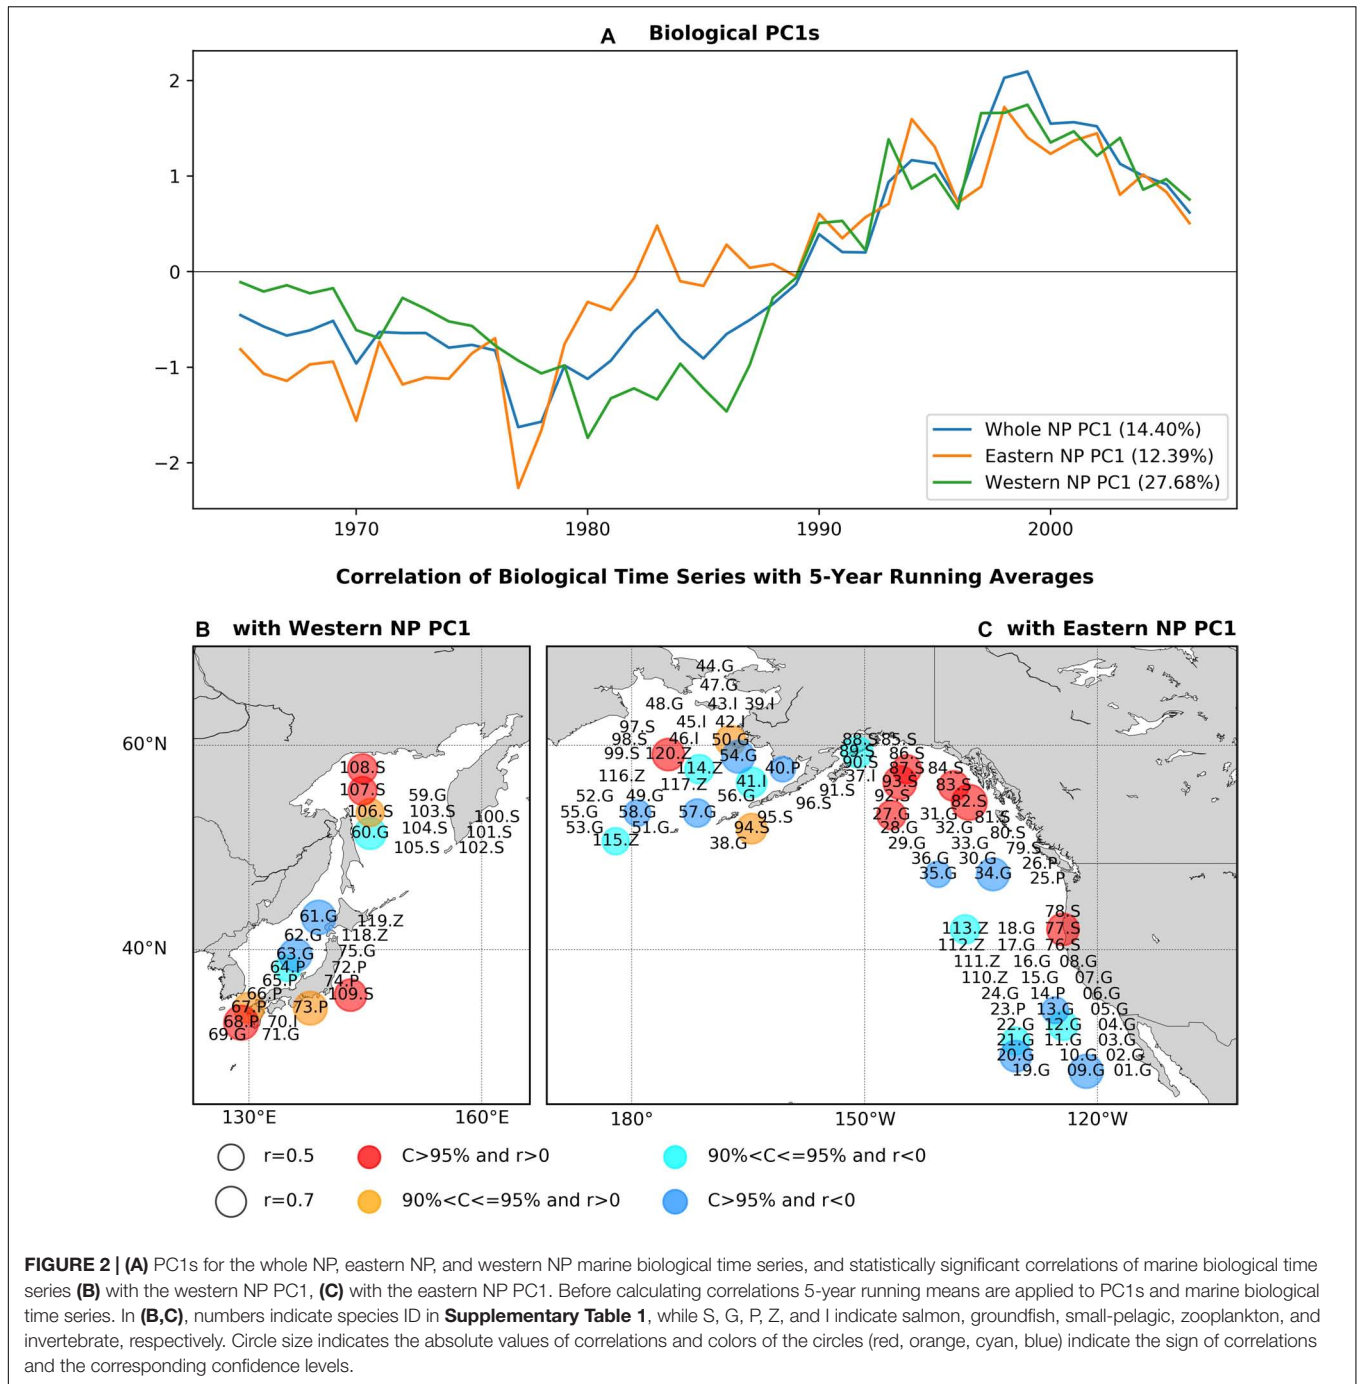 A Biological PC1s
2
1
0
−1
−2
Whole NP PC1 (14.40%)
Eastern NP PC1 (12.39%)
Western NP PC1 (27.68%)
1970 1980 1990 2000
Correlation of Biological Time Series with 5-Year Running Averages
B with Western NP PC1
C with Eastern NP PC1
60°N
40°N
108.S
107.S
106.S
60.G
59.G
103.S
100.S
104.S
101.S
105.S
102.S
61.G
119.Z
62.G
118.Z
63.G
75.G
64.P
72.P
65.P
74.P
66.P
109.S
67.P
73.P
68.P
70.I
69.G
71.G
130°E 160°E
44.G
47.G
48.G
43.I
39.I
45.I
42.I
97.S
98.S
46.I
50.G
99.S
120.Z
54.G
116.Z
114.Z
40.P
117.Z
41.I
52.G
49.G
56.G
55.G
58.G
57.G
53.G
51.G
115.Z
38.G
94.S
95.S
96.S
91.S
88.S
85.S
89.S
86.S
90.S
87.S
84.S
37.I
93.S
83.S
92.S
82.S
27.G
31.G
81.S
28.G
32.G
80.S
29.G
33.G
79.S
36.G
30.G
26.P
35.G
34.G
25.P
78.S
113.Z
18.G
77.S
112.Z
17.G
76.S
111.Z
16.G
08.G
110.Z
15.G
07.G
24.G
14.P
06.G
23.P
13.G
05.G
22.G
12.G
04.G
21.G
11.G
03.G
20.G
10.G
02.G
19.G
09.G
01.G
180° 150°W 120°W
r=0.5 C>95% and r>0 90%<C<=95% and r<0
r=0.7 90%<C<=95% and r>0 C>95% and r<0
FIGURE 2 | (A) PC1s for the whole NP, eastern NP, and western NP marine biological time series, and statistically significant correlations of marine biological time
series (B) with the western NP PC1, (C) with the eastern NP PC1. Before calculating correlations 5-year running means are applied to PC1s and marine biological
time series. In (B,C), numbers indicate species ID in Supplementary Table 1, while S, G, P, Z, and I indicate salmon, groundfish, small-pelagic, zooplankton, and
invertebrate, respectively. Circle size indicates the absolute values of correlations and colors of the circles (red, orange, cyan, blue) indicate the sign of correlations
and the corresponding confidence levels.